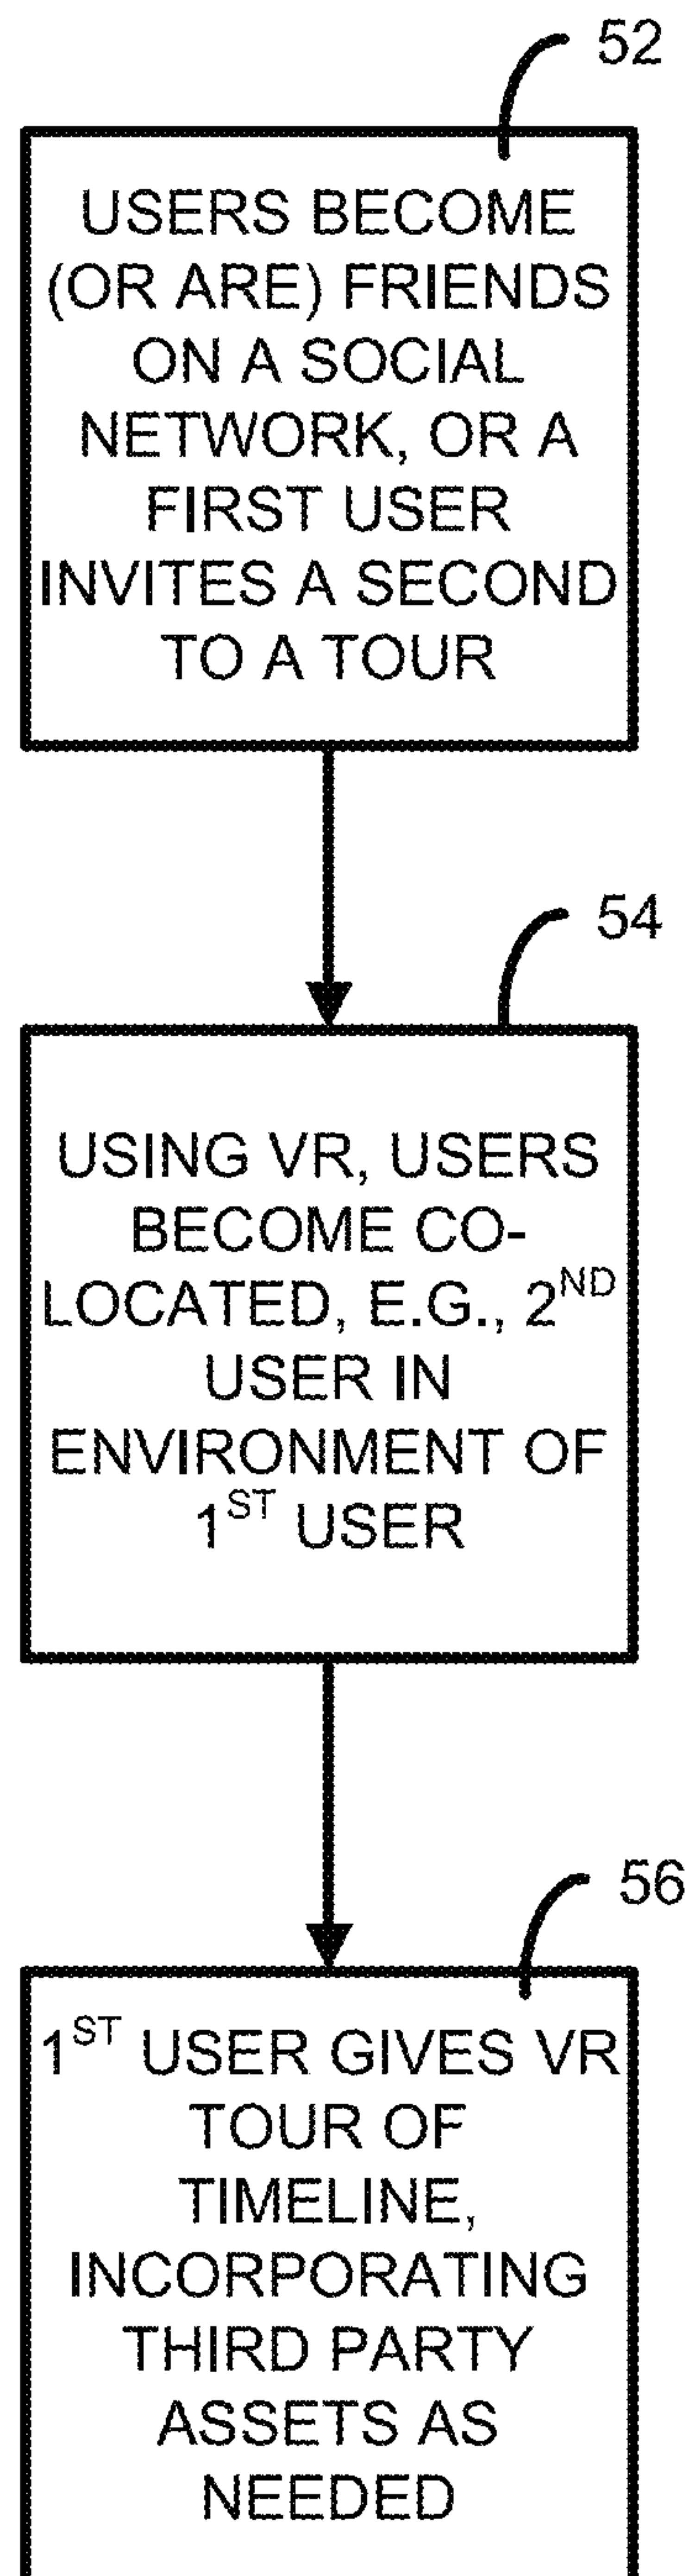 52
USERS BECOME
(OR ARE) FRIENDS
ON A SOCIAL
NETWORK, OR A
FIRST USER
INVITES A SECOND
TO A TOUR
54
USING VR, USERS
BECOME CO-
LOCATED, E.G., 2ND
USER IN
ENVIRONMENT OF
1ST USER
56
1ST USER GIVES VR
TOUR OF
TIMELINE,
INCORPORATING
THIRD PARTY
ASSETS AS
NEEDED